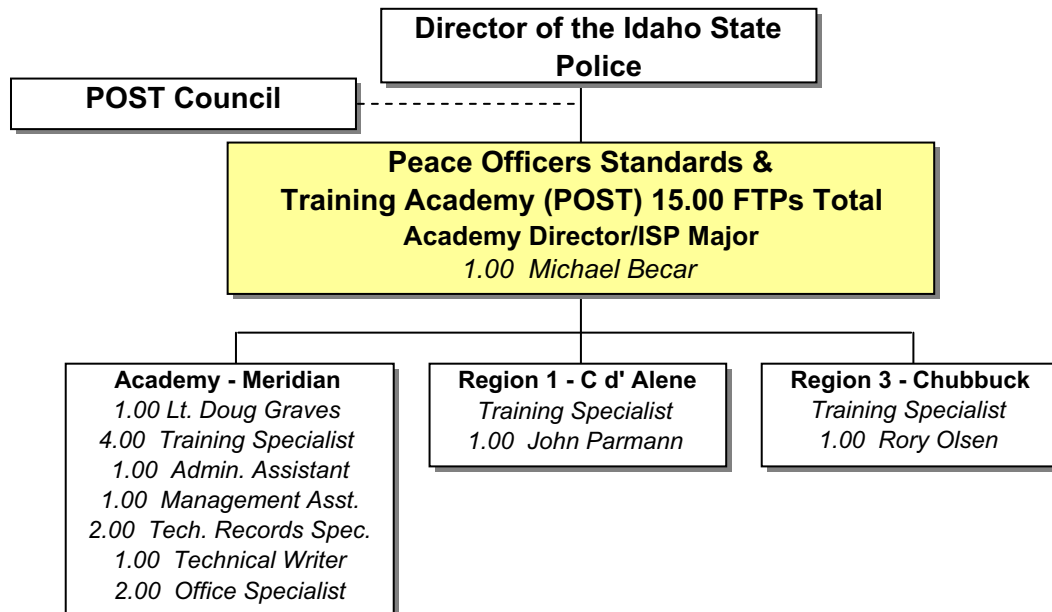 Director of the Idaho State
Police
POST Council
Peace Officers Standards &
Training Academy (POST) 15.00 FTPs Total
Academy Director/ISP Major
1.00 Michael Becar
Academy - Meridian
1.00 Lt. Doug Graves
4.00 Training Specialist
1.00 Admin. Assistant
1.00 Management Asst.
2.00 Tech. Records Spec.
1.00 Technical Writer
2.00 Office Specialist
Region 1 - C d' Alene
Training Specialist
1.00 John Parmann
Region 3 - Chubbuck
Training Specialist
1.00 Rory Olsen